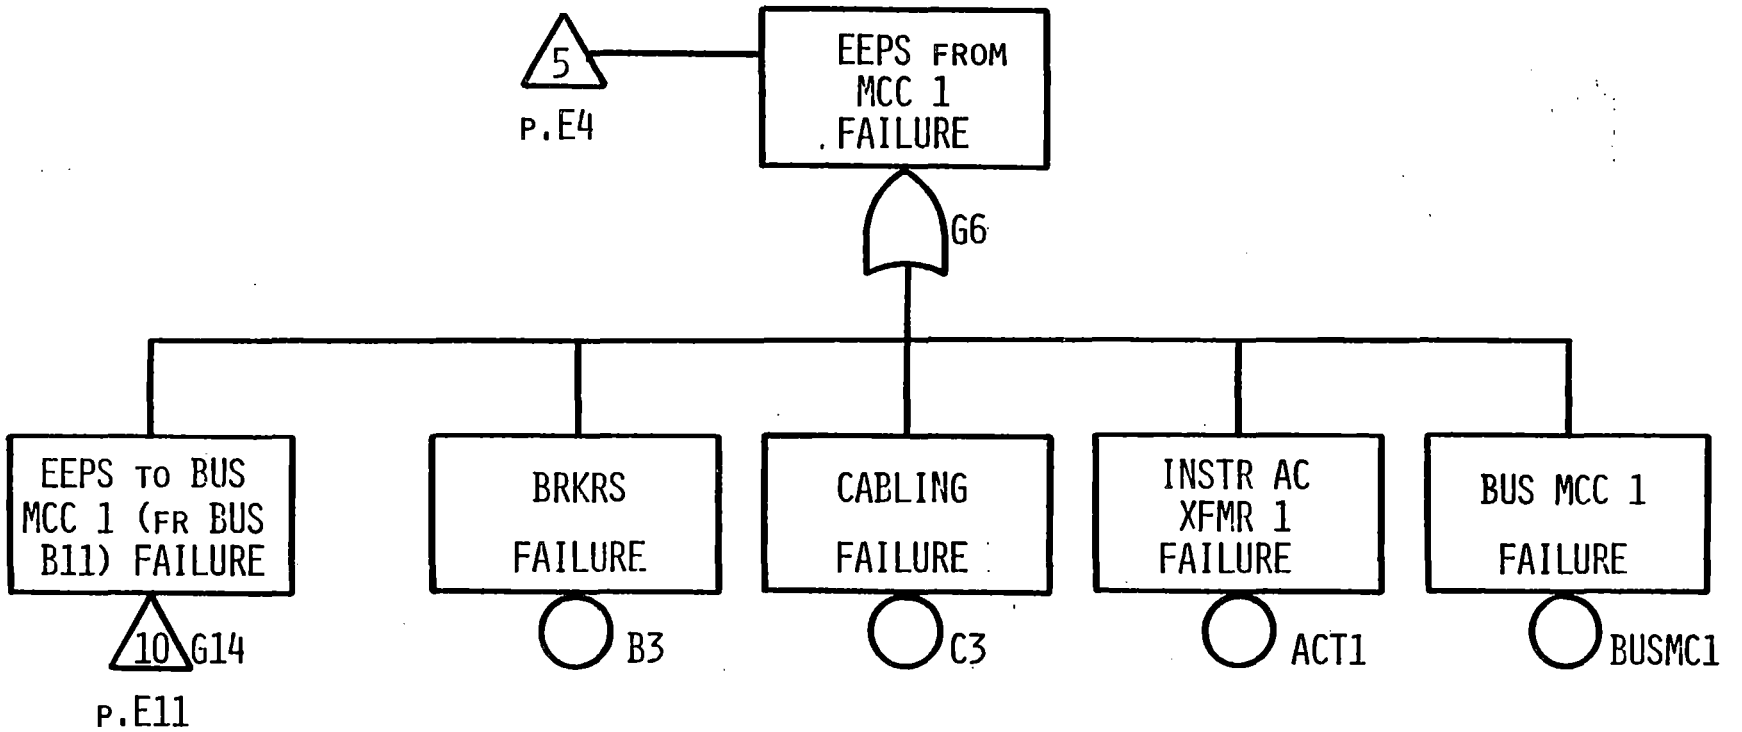 5
P.E4
EEPS FROM
MCC 1
FAILURE
G6
EEPS TO BUS
MCC 1 (FR BUS
B11) FAILURE
10
G14
P.E11
BRKRS
FAILURE
B3
CABLING
FAILURE
C3
INSTR AC
XFMR 1
FAILURE
ACT1
BUS MCC 1
FAILURE
BUSMC1